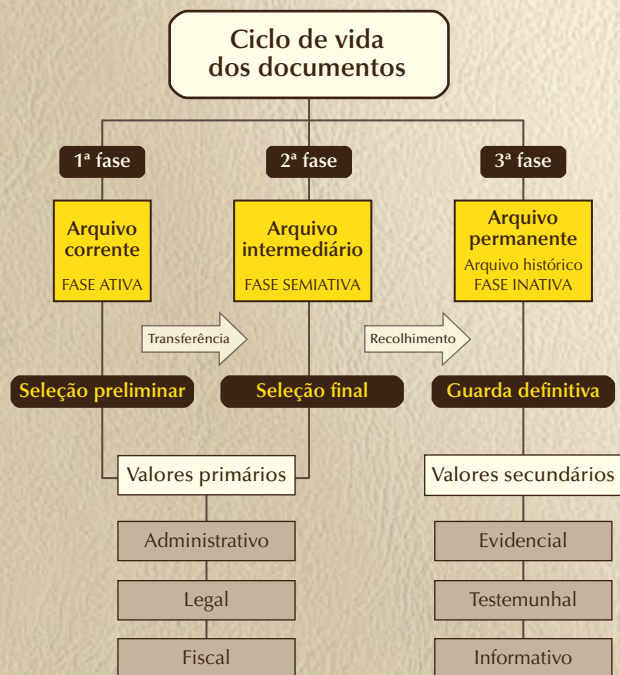 Ciclo de vida
dos documentos
1ª fase
2ª fase
3ª fase
Arquivo
corrente
FASE ATIVA
Arquivo
intermediário
FASE SEMIATIVA
Arquivo
permanente
Arquivo histórico
FASE INATIVA
Transferência
Recolhimento
Seleção preliminar
Seleção final
Guarda definitiva
Valores primários
Valores secundários
Administrativo
Evidencial
Legal
Testemunhal
Fiscal
Informativo